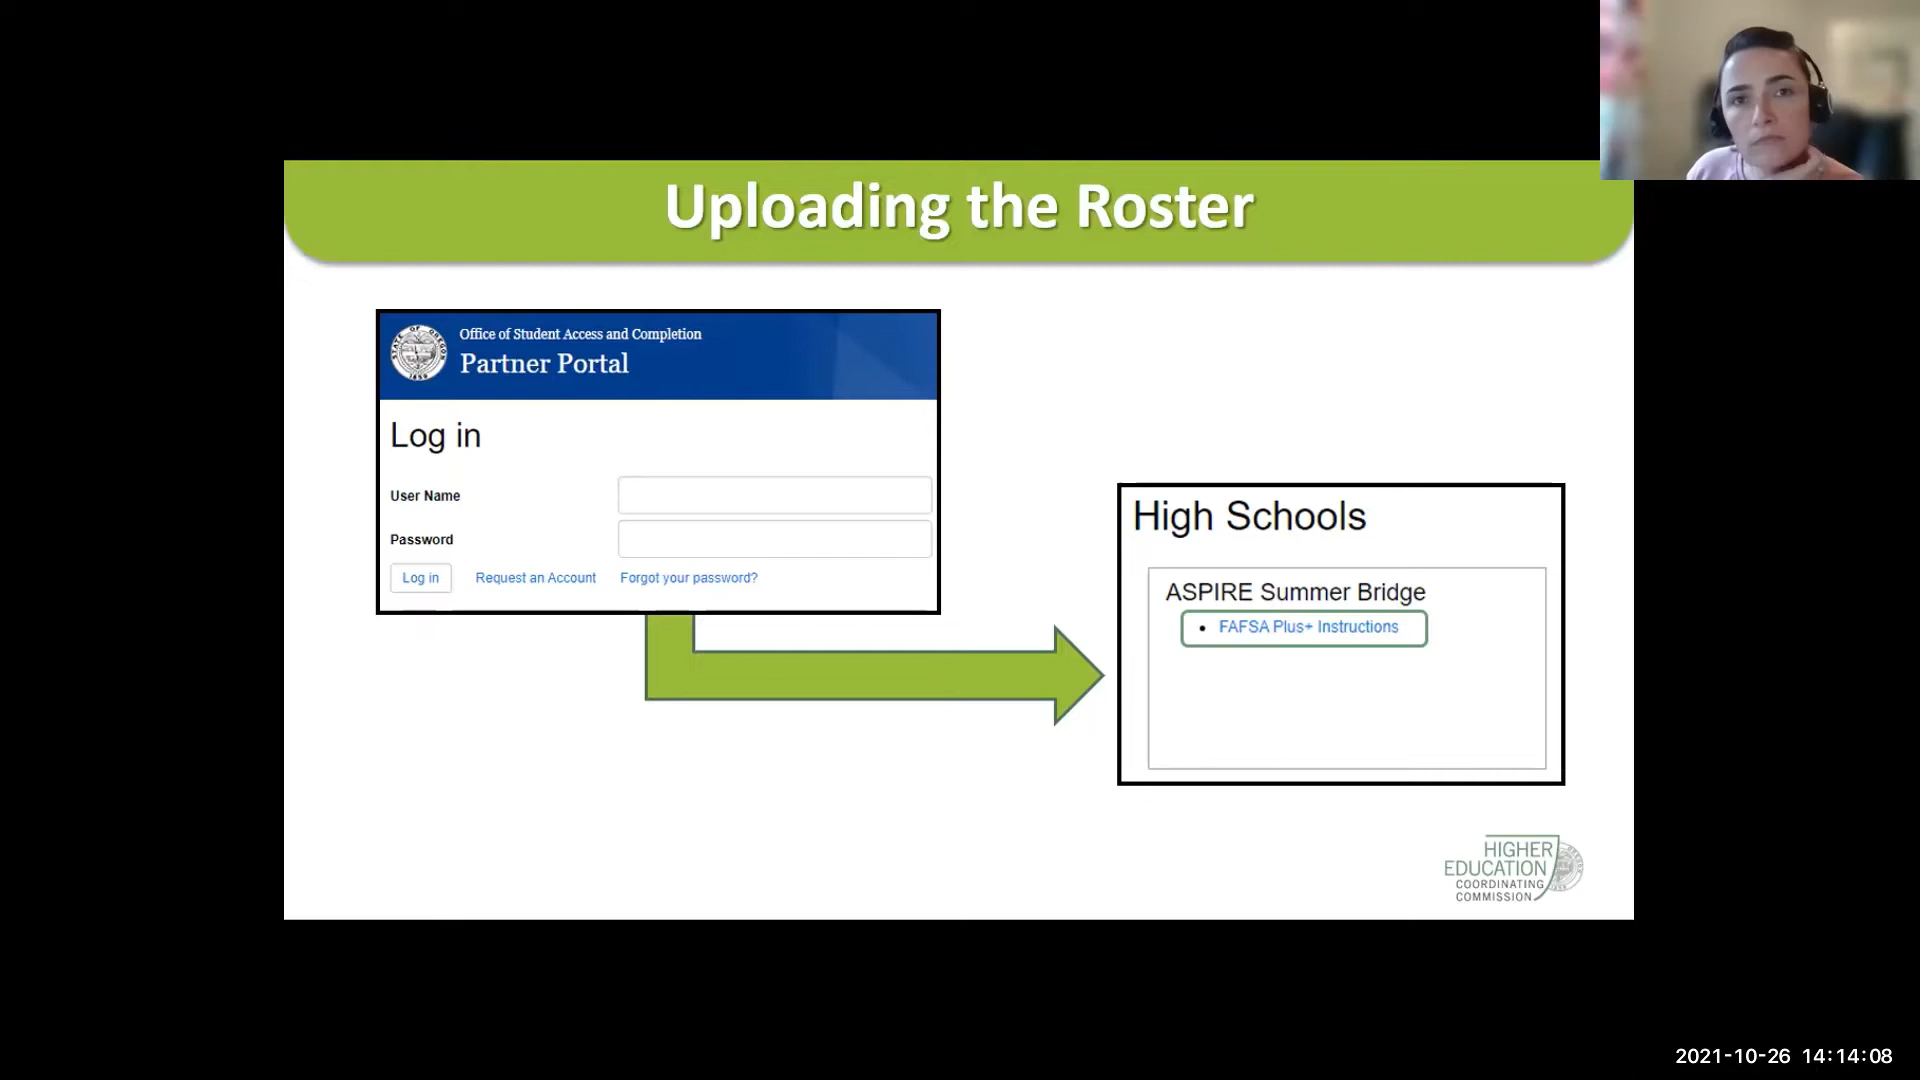 Uploading the Roster
Office of Student Access and Completion
Partner Portal
Log in
User Name
Password
Log in
Request an Account
Forgot your password?
High Schools
ASPIRE Summer Bridge
• FAFSA Plus+ Instructions
HIGHER
EDUCATION
COORDINATING
COMMISSION
2021-10-26 14:14:08